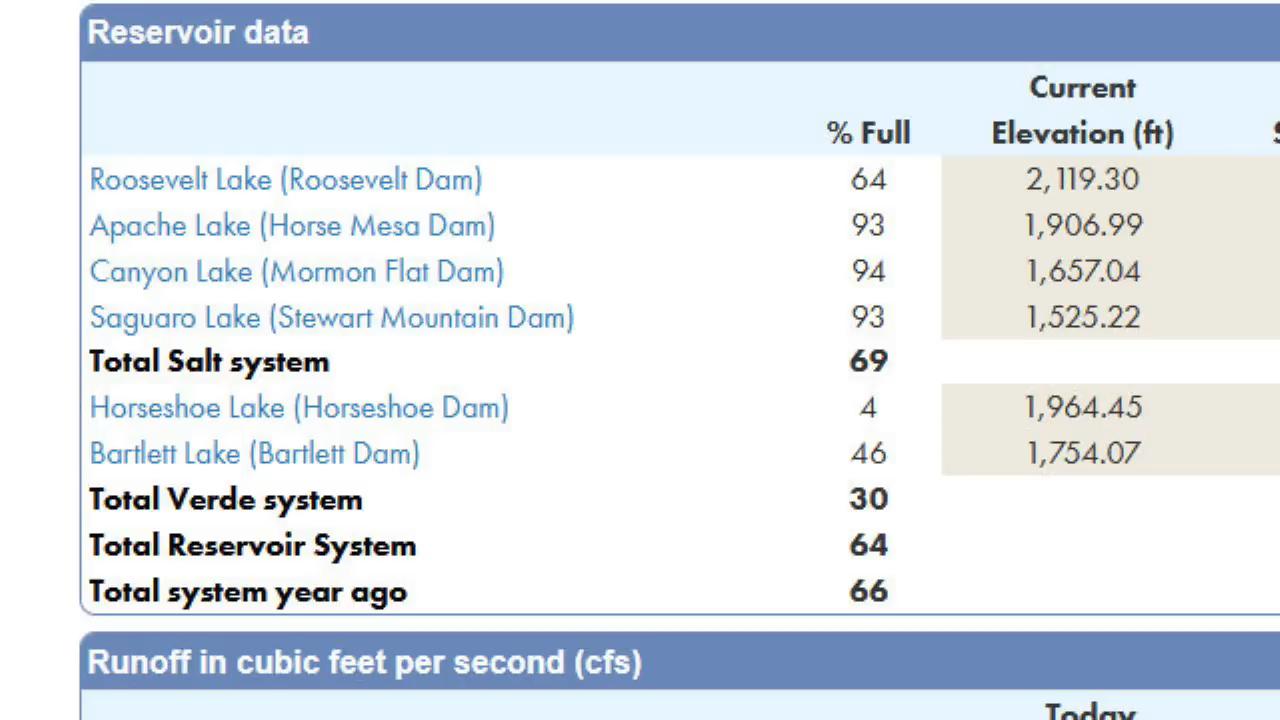 Reservoir data
Current
% Full Elevation (ft)
Roosevelt Lake (Roosevelt Dam) 64 2,119.30
Apache Lake (Horse Mesa Dam) 93 1,906.99
Canyon Lake (Mormon Flat Dam) 94 1,657.04
Saguaro Lake (Stewart Mountain Dam) 93 1,525.22
Total Salt system 69
Horseshoe Lake (Horseshoe Dam) 4 1,964.45
Bartlett Lake (Bartlett Dam) 46 1,754.07
Total Verde system 30
Total Reservoir System 64
Total system year ago 66
Runoff in cubic feet per second (cfs)
Today